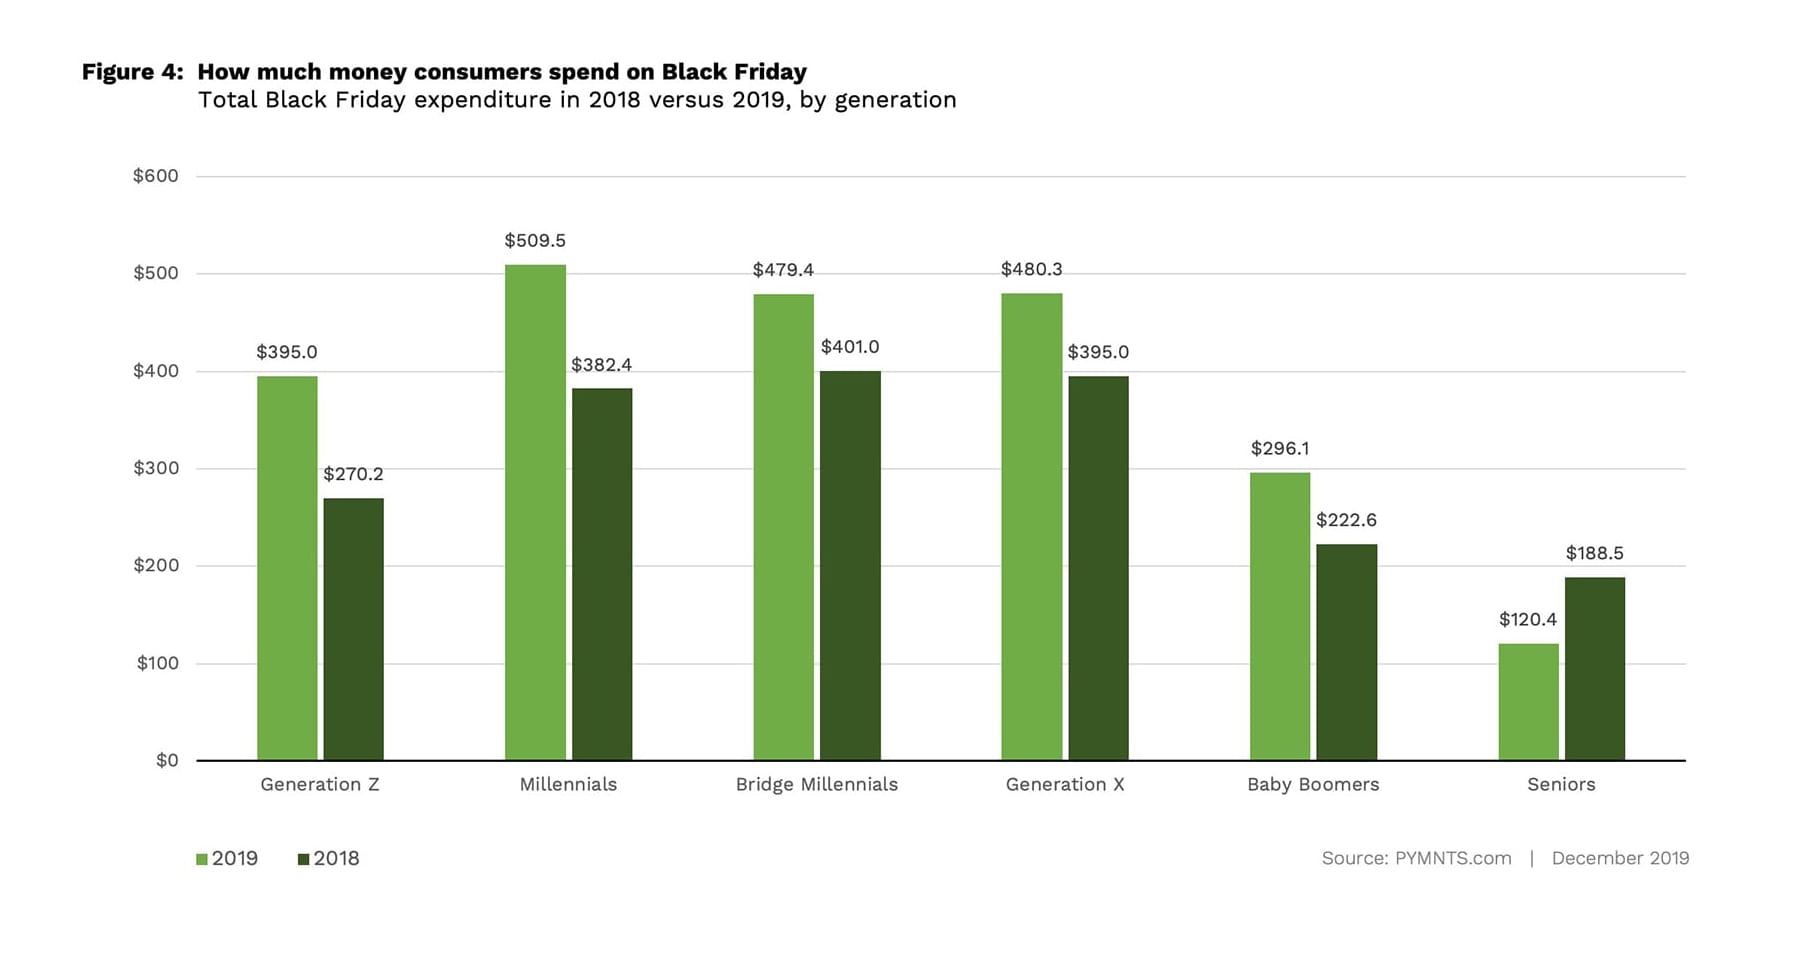 Figure 4: How much money consumers spend on Black Friday
Total Black Friday expenditure in 2018 versus 2019, by generation
$600
$500
$400
$300
$200
$100
$0
$395.0
$270.2
$509.5
$382.4
$479.4
$401.0
$480.3
$395.0
$296.1
$222.6
$120.4
$188.5
Generation Z
Millennials
Bridge Millennials
Generation X
Baby Boomers
Seniors
2019
2018
Source: PYMNTS.com | December 2019